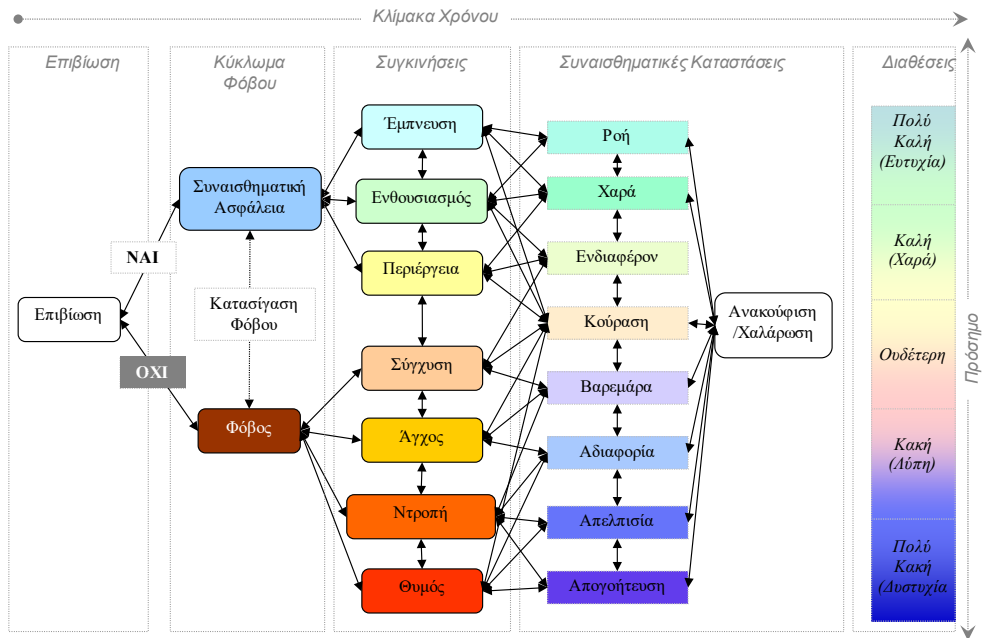 Κλίμακα Χρόνου
Επιβίωση
Κύκλωμα
Φόβου
Συγκινήσεις
Συναισθηματικές Καταστάσεις
Διαθέσεις
Επιβίωση
ΝΑΙ
ΟΧΙ
Συναισθηματική
Ασφάλεια
Κατασίγαση
Φόβου
Φόβος
Έμπνευση
Ενθουσιασμός
Περιέργεια
Σύγχυση
Άγχος
Ντροπή
Θυμός
Ροή
Χαρά
Ενδιαφέρον
Κούραση
Βαρεμάρα
Αδιαφορία
Απελπισία
Απογοήτευση
Ανακούφιση
/Χαλάρωση
Πολύ
Καλή
(Ευτυχία)
Καλή
(Χαρά)
Ουδέτερη
Κακή
(Λύπη)
Πολύ
Κακή
(Δυστυχία
Πρόσημο